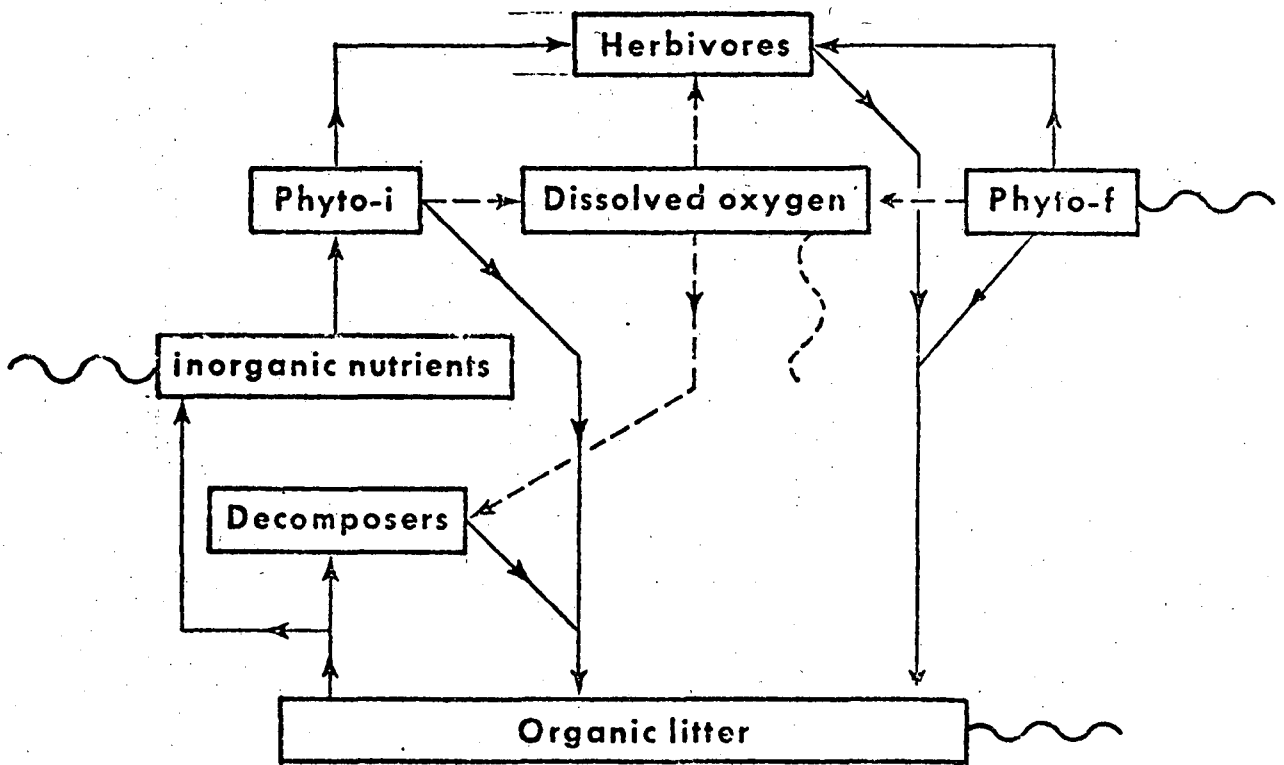 Herbivores
Phyto-i
Dissolved oxygen
Phyto-f
inorganic nutrients
Decomposers
Organic litter